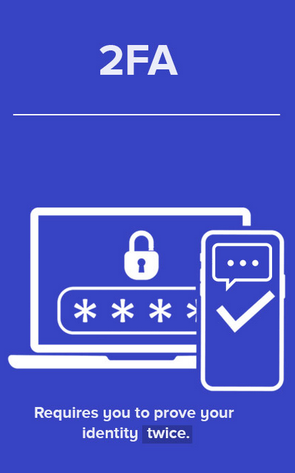 2FA
* * * *
Requires you to prove your
identity twice.